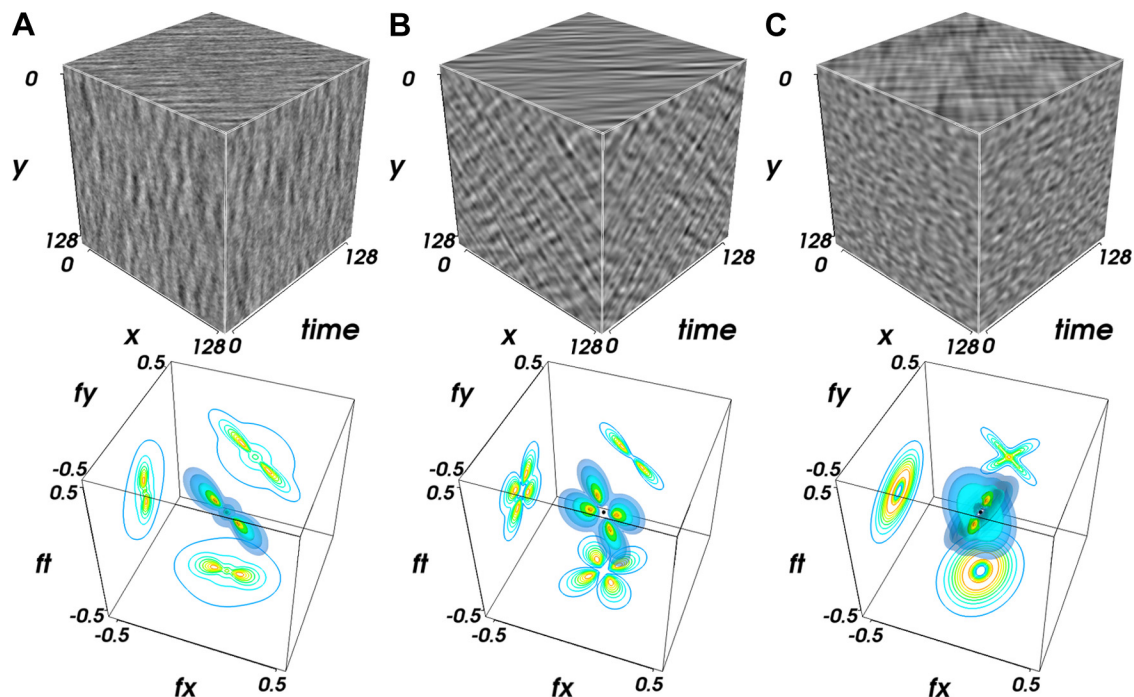 A B C
0 0 0
y y y
128 128 128
0 128 0 128 0 128
x time x time x time
128 0 128 0 128 0
0.5 0.5 0.5
fy fy fy
-0.5 -0.5 -0.5
0.5 0.5 0.5
ft ft ft
-0.5 -0.5 -0.5
-0.5 0.5 -0.5 0.5 -0.5 0.5
fx fx fx